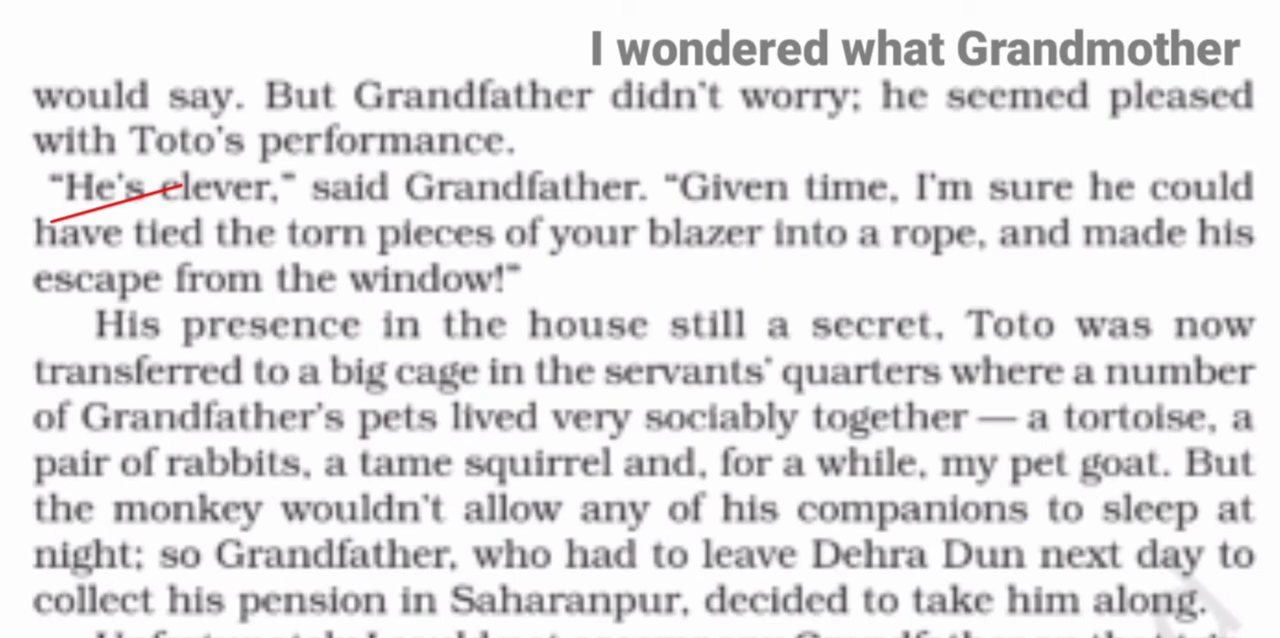 I wondered what Grandmother
would say. But Grandfather didn't worry; he seemed pleased
with Toto's performance.
"He's clever," said Grandfather. "Given time, I'm sure he could
have tied the torn pieces of your blazer into a rope, and made his
escape from the window!"
His presence in the house still a secret, Toto was now
transferred to a big cage in the servants' quarters where a number
of Grandfather's pets lived very sociably together — a tortoise, a
pair of rabbits, a tame squirrel and, for a while, my pet goat. But
the monkey wouldn't allow any of his companions to sleep at
night; so Grandfather, who had to leave Dehra Dun next day to
collect his pension in Saharanpur, decided to take him along.